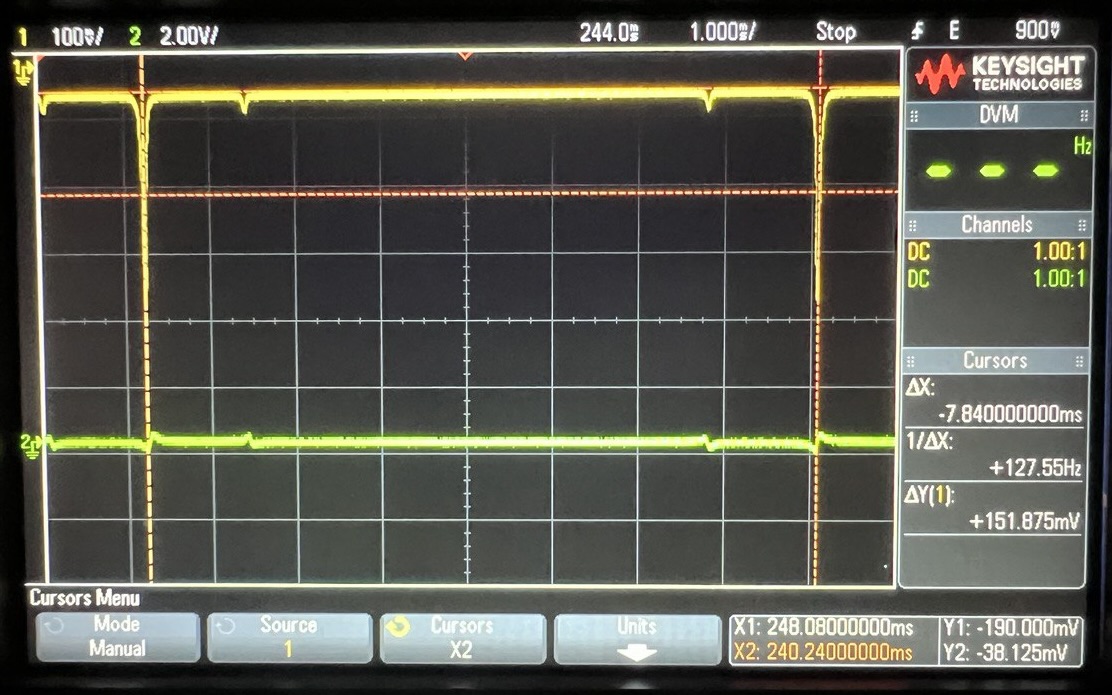 1 100mV/ 2 2.00V/ 244.0ms 1.000ms/ Stop E 900mV
1
KEYSIGHT
TECHNOLOGIES
DVM
Hz
- - -
Channels
DC 1.00:1
DC 1.00:1
Cursors
ΔX:
-7.840000000ms
1/ΔX:
+127.55Hz
ΔY(1):
+151.875mV
2
Cursors Menu
Mode
Manual
Source
1
Cursors
X2
Units
X1: 248.08000000ms
X2: 240.24000000ms
Y1: -190.000mV
Y2: -38.125mV